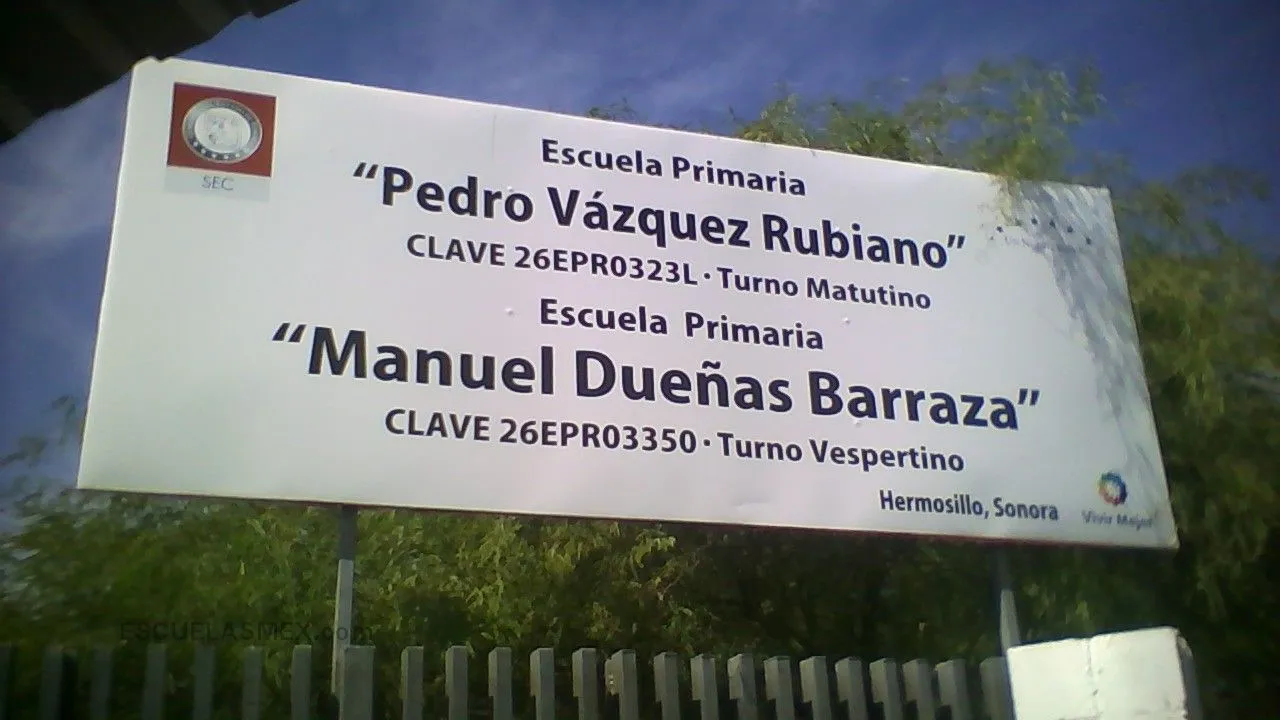 SEC
Escuela Primaria
“Pedro Vázquez Rubiano”
CLAVE 26EPR0323L · Turno Matutino
Escuela Primaria
“Manuel Dueñas Barraza”
CLAVE 26EPR03350 · Turno Vespertino
Hermosillo, Sonora
Vivir Mejor
ESCUELASMEX.com